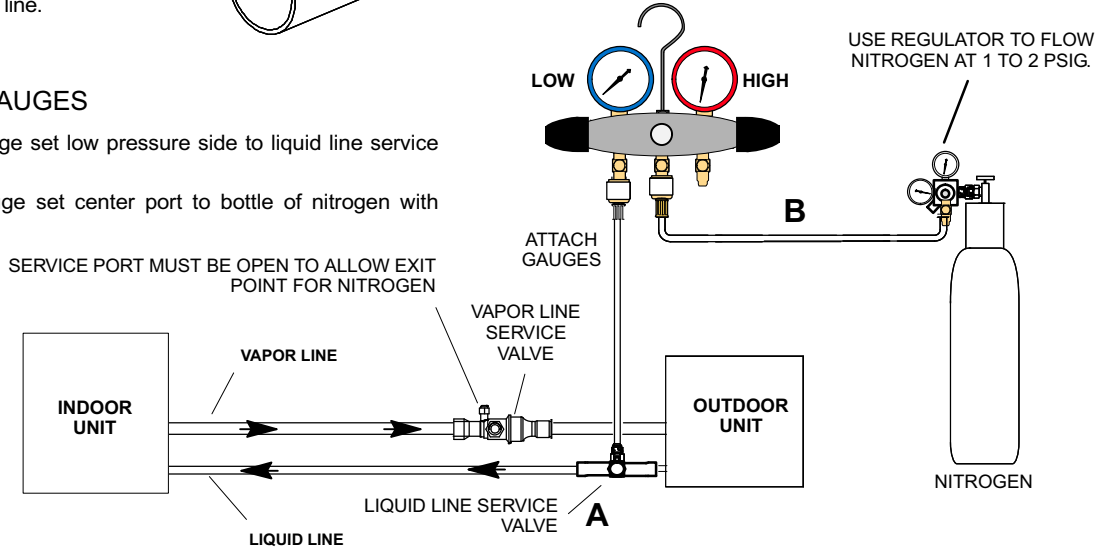 line.
AUGES
ge set low pressure side to liquid line service
ge set center port to bottle of nitrogen with
LOW
HIGH
USE REGULATOR TO FLOW
NITROGEN AT 1 TO 2 PSIG.
B
ATTACH
GAUGES
SERVICE PORT MUST BE OPEN TO ALLOW EXIT
POINT FOR NITROGEN
VAPOR LINE
SERVICE
VALVE
VAPOR LINE
INDOOR
UNIT
OUTDOOR
UNIT
NITROGEN
LIQUID LINE SERVICE
VALVE
A
LIQUID LINE